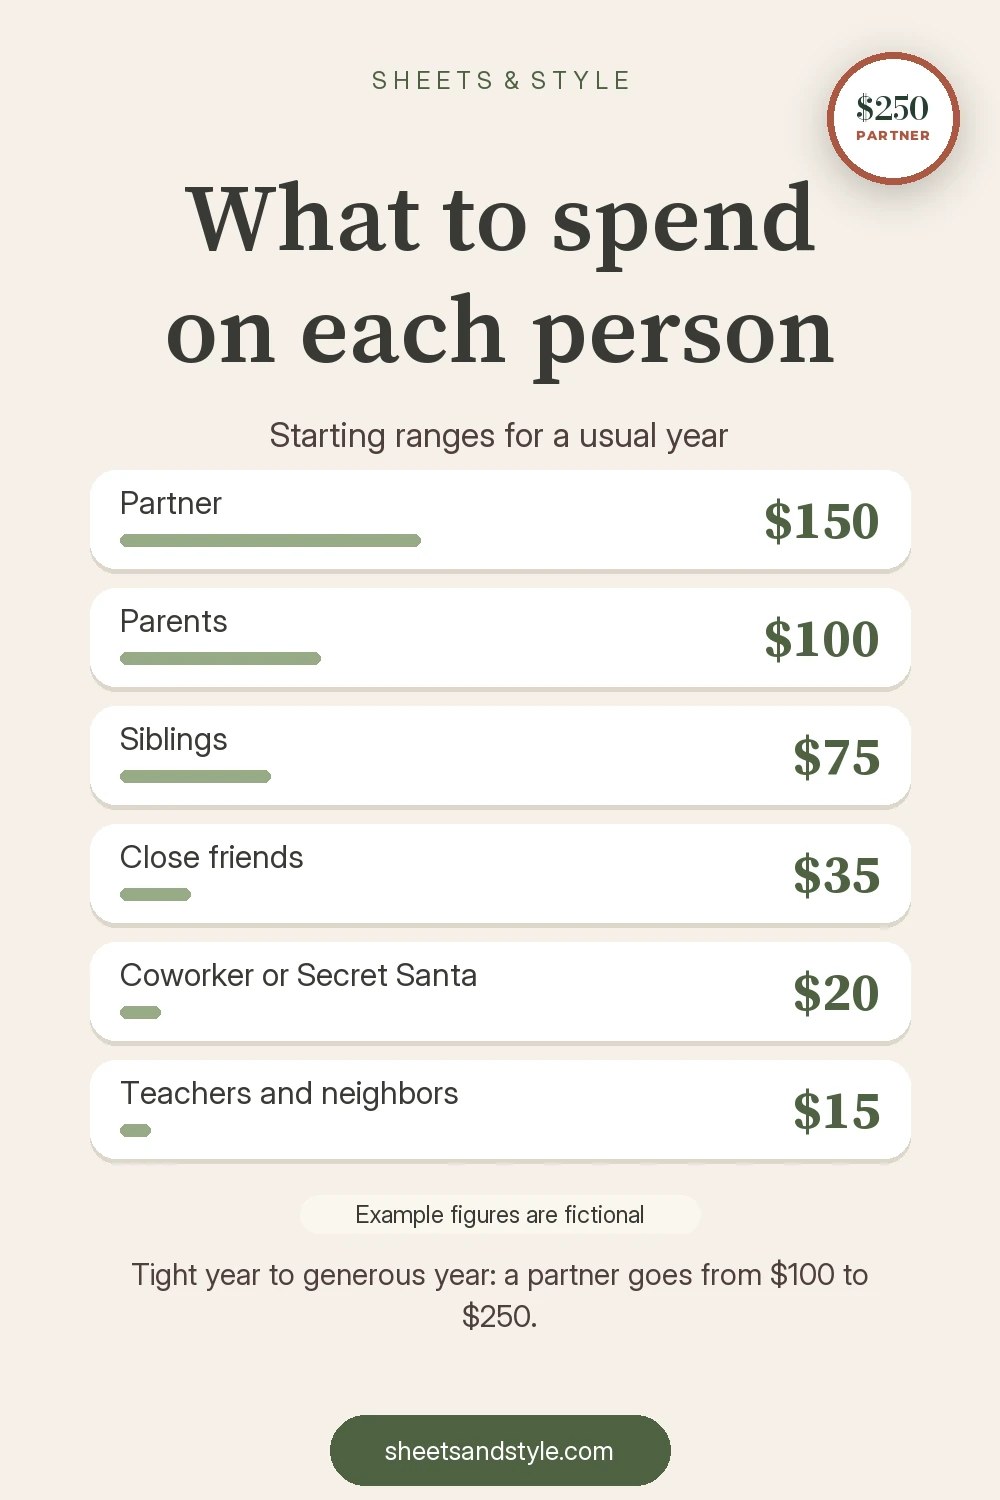 SHEETS & STYLE
$250
PARTNER
What to spend
on each person
Starting ranges for a usual year
Partner
$150
Parents
$100
Siblings
$75
Close friends
$35
Coworker or Secret Santa
$20
Teachers and neighbors
$15
Example figures are fictional
Tight year to generous year: a partner goes from $100 to
$250.
sheetsandstyle.com